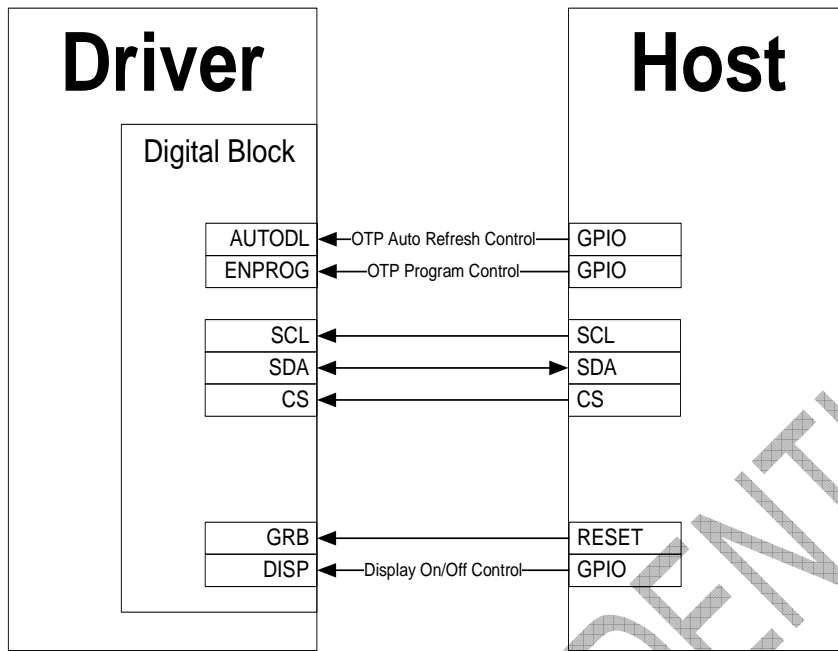 Driver
Host
Digital Block
AUTODL OTP Auto Refresh Control GPIO
ENPROG OTP Program Control GPIO
SCL SCL
SDA SDA
CS CS
GRB RESET
DISP Display On/Off Control GPIO